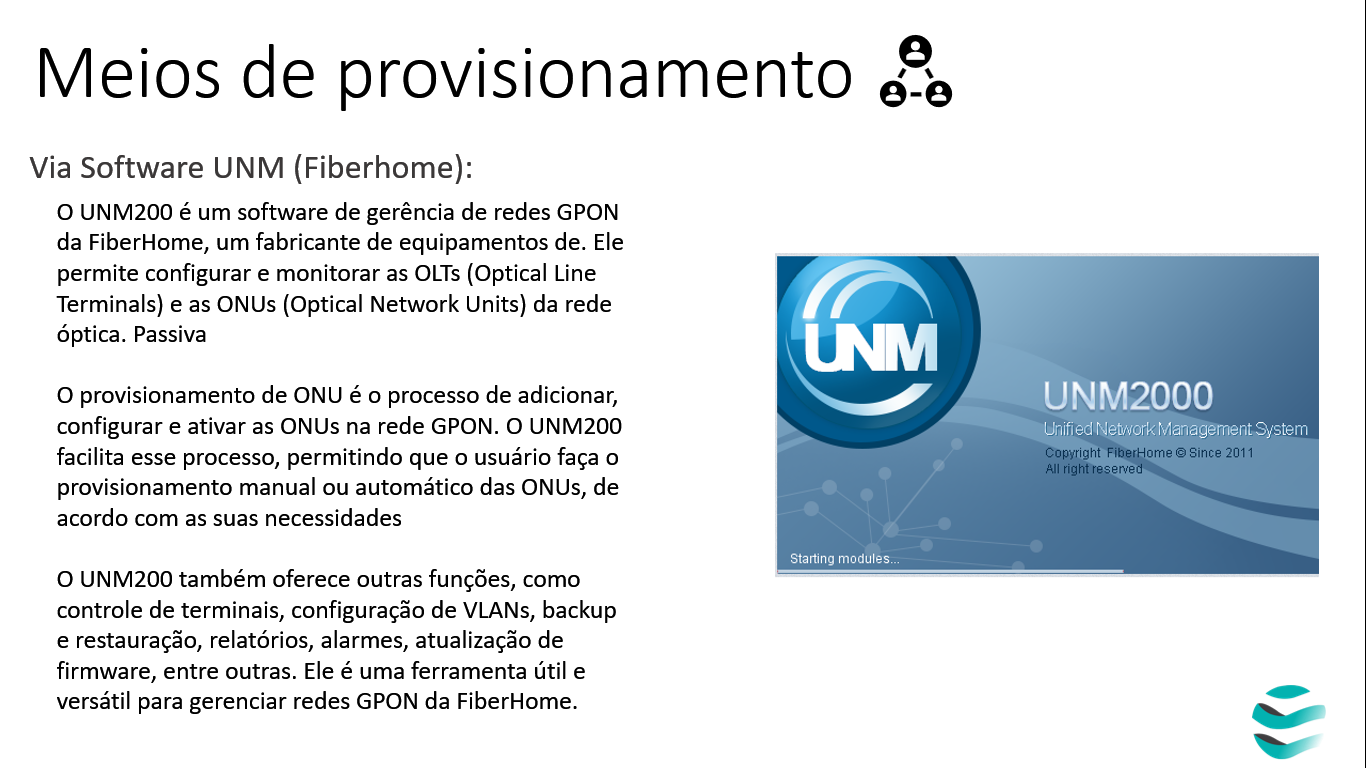 Meios de provisionamento
Via Software UNM (Fiberhome):
O UNM200 é um software de gerência de redes GPON
da FiberHome, um fabricante de equipamentos de. Ele
permite configurar e monitorar as OLTs (Optical Line
Terminals) e as ONUs (Optical Network Units) da rede
óptica. Passiva
O provisionamento de ONU é o processo de adicionar,
configurar e ativar as ONUs na rede GPON. O UNM200
facilita esse processo, permitindo que o usuário faça o
provisionamento manual ou automático das ONUs, de
acordo com as suas necessidades
O UNM200 também oferece outras funções, como
controle de terminais, configuração de VLANs, backup
e restauração, relatórios, alarmes, atualização de
firmware, entre outras. Ele é uma ferramenta útil e
versátil para gerenciar redes GPON da FiberHome.
UNM
UNM2000
Unified Network Management System
Copyright FiberHome © Since 2011
All right reserved
Starting modules...